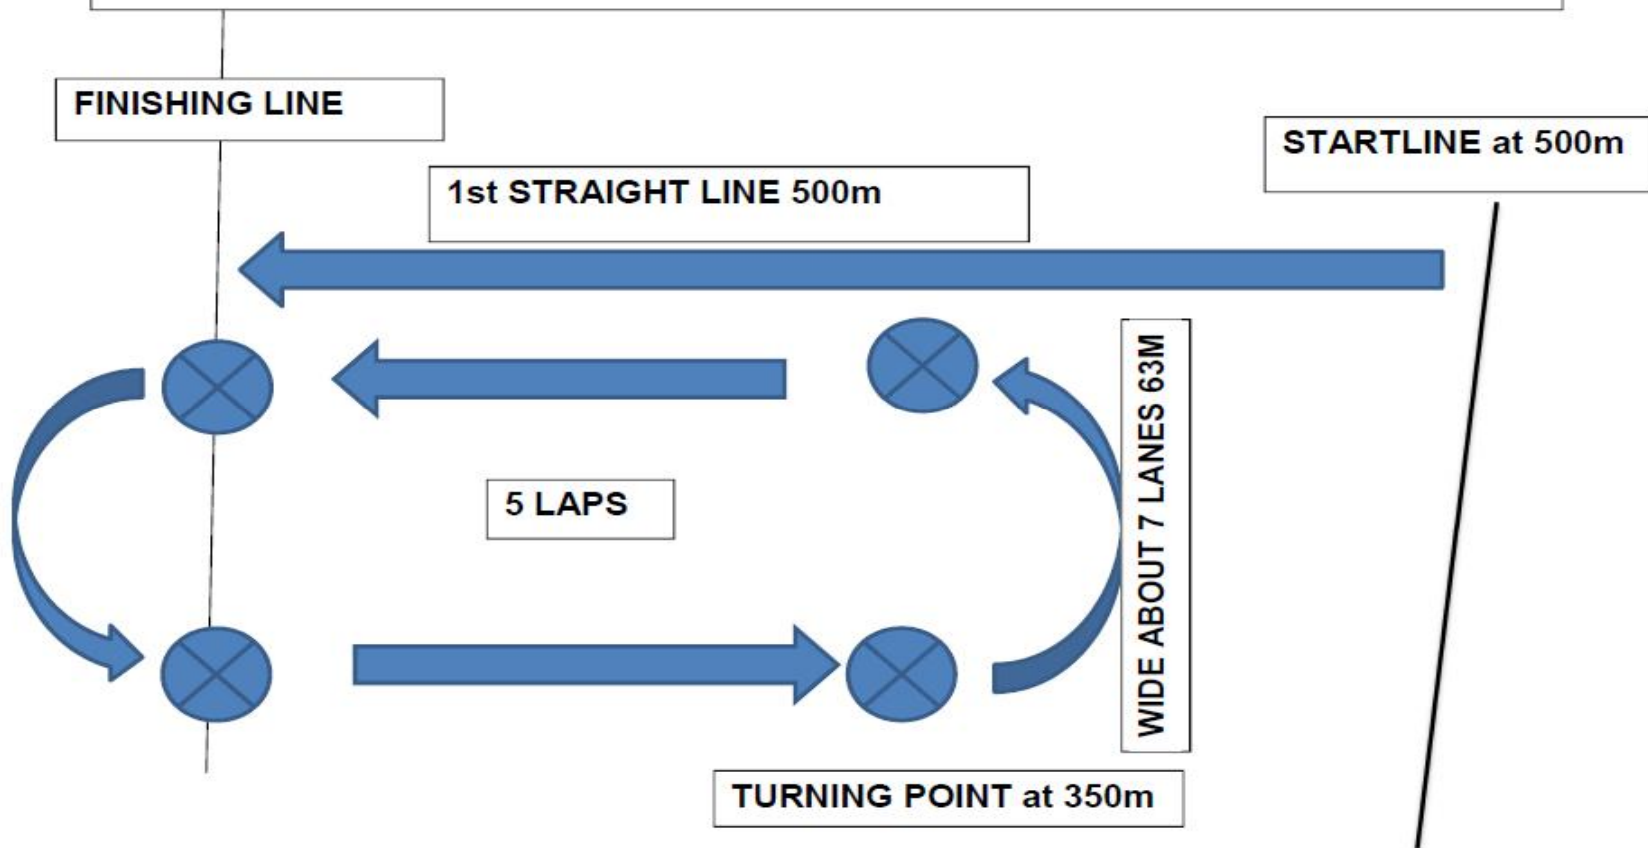 FINISHING LINE
STARTLINE at 500m
1st STRAIGHT LINE 500m
WIDE ABOUT 7 LANES 63M
5 LAPS
TURNING POINT at 350m